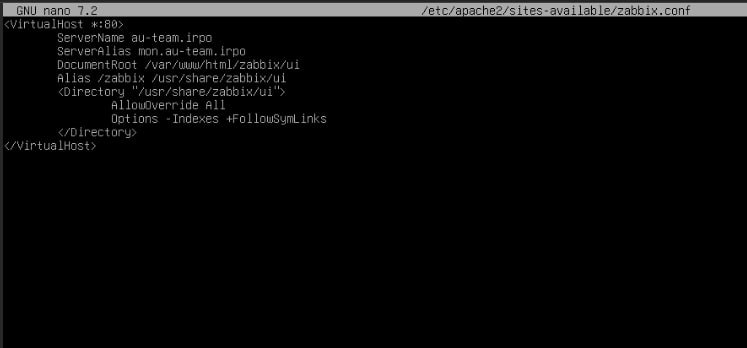 GNU nano 7.2 /etc/apache2/sites-available/zabbix.conf
<VirtualHost *:80>
ServerName au-team.irpo
ServerAlias mon.au-team.irpo
DocumentRoot /var/www/html/zabbix/ui
Alias /zabbix /usr/share/zabbix/ui
<Directory "/usr/share/zabbix/ui">
AllowOverride All
Options -Indexes +FollowSymLinks
</Directory>
</VirtualHost>